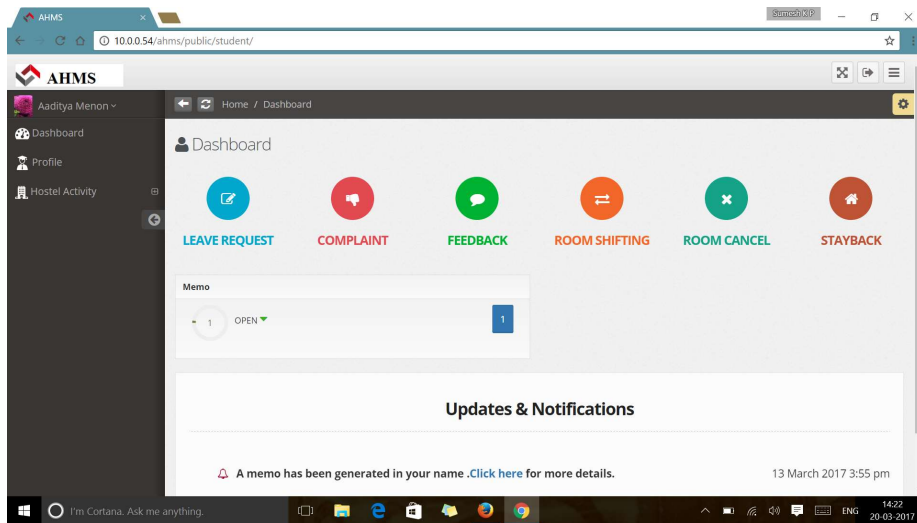 AHMS
Sumesh K P
10.0.0.54/ahms/public/student/
AHMS
Aaditya Menon
Home / Dashboard
Dashboard
Profile
Hostel Activity
Dashboard
LEAVE REQUEST
COMPLAINT
FEEDBACK
ROOM SHIFTING
ROOM CANCEL
STAYBACK
Memo
1
OPEN
1
Updates & Notifications
A memo has been generated in your name .Click here for more details.
13 March 2017 3:55 pm
I'm Cortana. Ask me anything.
ENG
14:22
20-03-2017